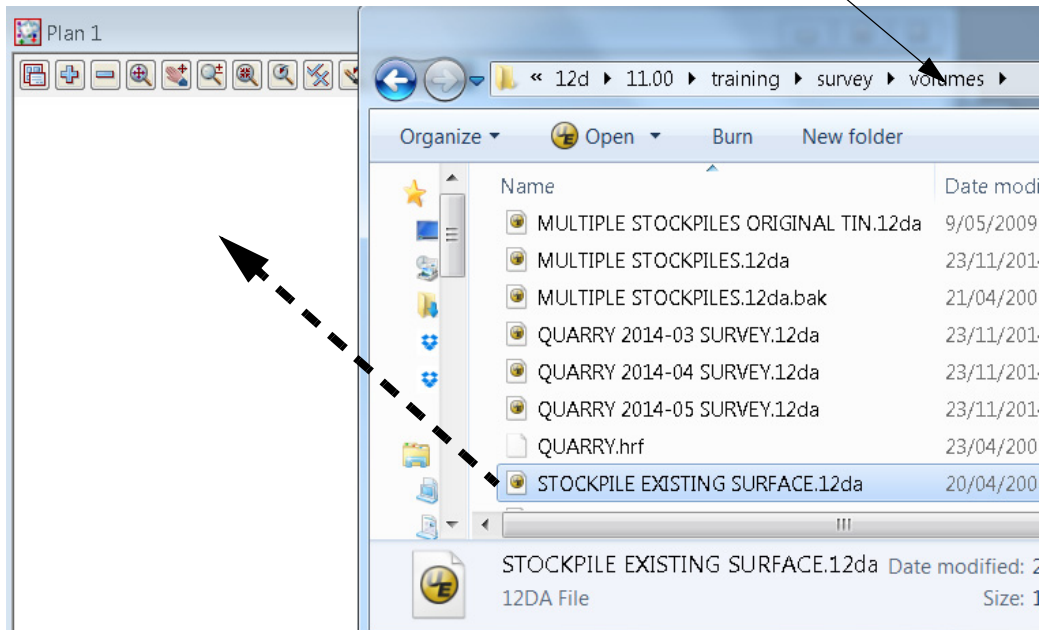 Plan 1
« 12d ▸ 11.00 ▸ training ▸ survey ▸ volumes ▸
Organize Open Burn New folder
Name Date modi
MULTIPLE STOCKPILES ORIGINAL TIN.12da 9/05/2009
MULTIPLE STOCKPILES.12da 23/11/2014
MULTIPLE STOCKPILES.12da.bak 21/04/200
QUARRY 2014-03 SURVEY.12da 23/11/2014
QUARRY 2014-04 SURVEY.12da 23/11/2014
QUARRY 2014-05 SURVEY.12da 23/11/2014
QUARRY.hrf 23/04/200
STOCKPILE EXISTING SURFACE.12da 20/04/200
STOCKPILE EXISTING SURFACE.12da Date modified: 2
12DA File Size: 1